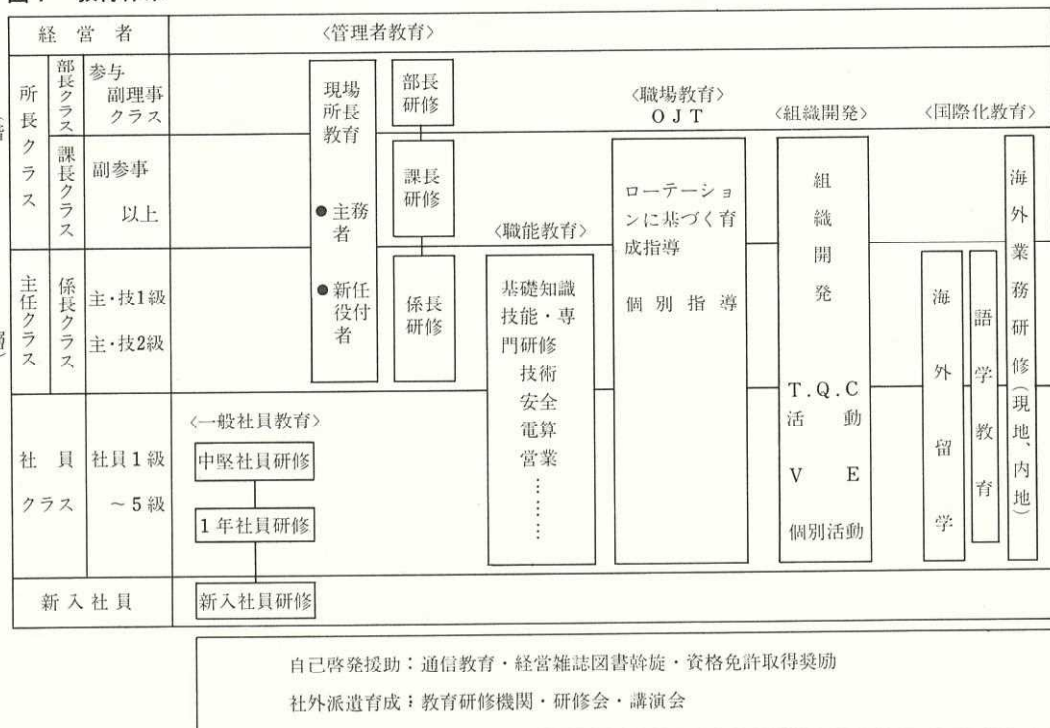 経営者
所長クラス
部長クラス
参与
副理事
クラス
課長クラス
副参事
以上
主任クラス
係長クラス
主・技1級
主・技2級
社員
クラス
社員1級
～5級
新入社員
〈管理者教育〉
現場
所長
教育
●主務
者
●新任
役付
者
部長
研修
課長
研修
係長
研修
〈一般社員教育〉
中堅社員研修
1年社員研修
新入社員研修
〈職能教育〉
基礎知識
技能・専
門研修
技術
安全
電算
営業
………
〈職場教育〉
OJT
ローテーショ
ンに基づく育
成指導
個別指導
〈組織開発〉
組織開発
T.Q.C
活動
VE
個別活動
〈国際化教育〉
海外留学
語学教育
海外業務研修(現地、内地)
自己啓発援助：通信教育・経営雑誌図書斡旋・資格免許取得奨励
社外派遣育成：教育研修機関・研修会・講演会